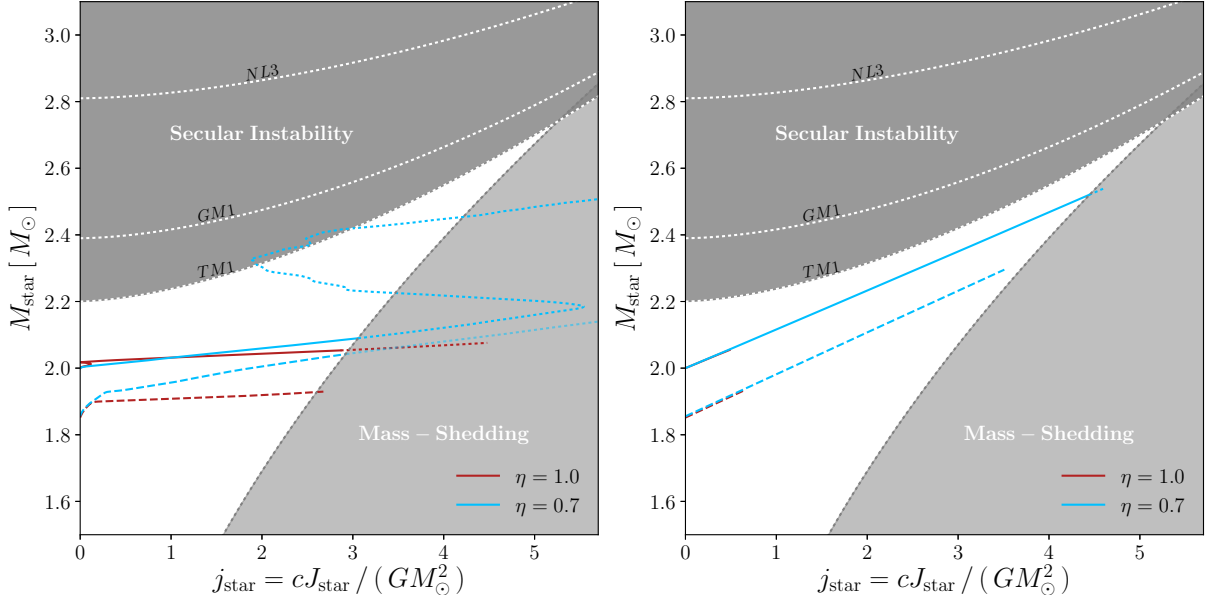 3.0
2.8
2.6
2.4
2.2
2.0
1.8
1.6
M_star [ M_⊙ ]
NL3
Secular Instability
GM1
TM1
Mass – Shedding
η = 1.0
η = 0.7
0 1 2 3 4 5
j_star = cJ_star / ( GM_⊙^2 )
3.0
2.8
2.6
2.4
2.2
2.0
1.8
1.6
M_star [ M_⊙ ]
NL3
Secular Instability
GM1
TM1
Mass – Shedding
η = 1.0
η = 0.7
0 1 2 3 4 5
j_star = cJ_star / ( GM_⊙^2 )